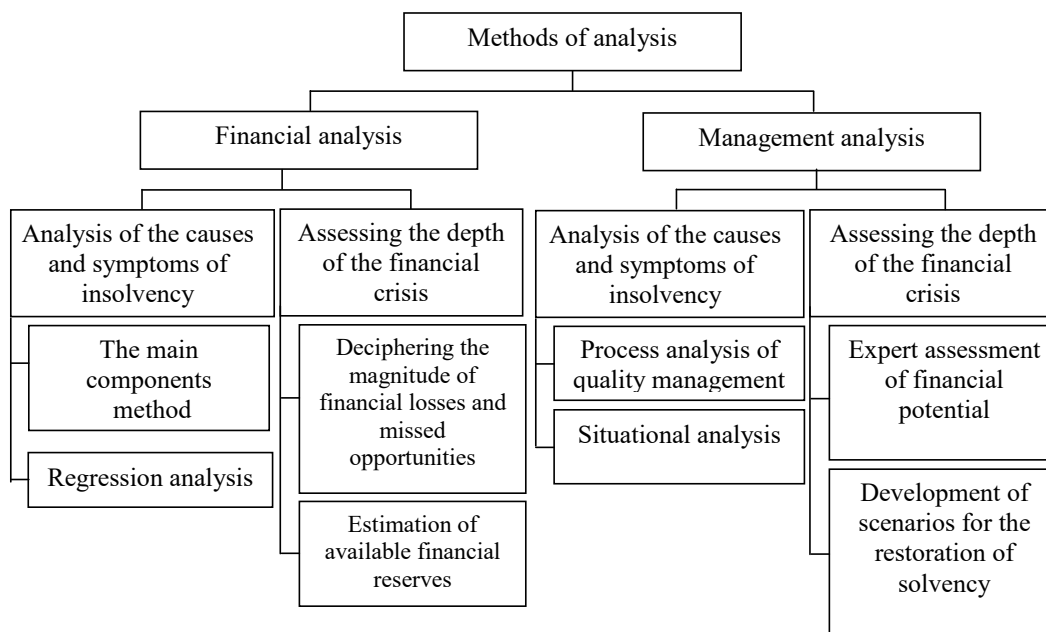 Methods of analysis
Financial analysis
Management analysis
Analysis of the causes
and symptoms of
insolvency
Assessing the depth
of the financial
crisis
Analysis of the causes
and symptoms of
insolvency
Assessing the depth
of the financial
crisis
The main
components
method
Regression analysis
Deciphering the
magnitude of
financial losses and
missed
opportunities
Estimation of
available financial
reserves
Process analysis of
quality management
Situational analysis
Expert assessment
of financial
potential
Development of
scenarios for the
restoration of
solvency